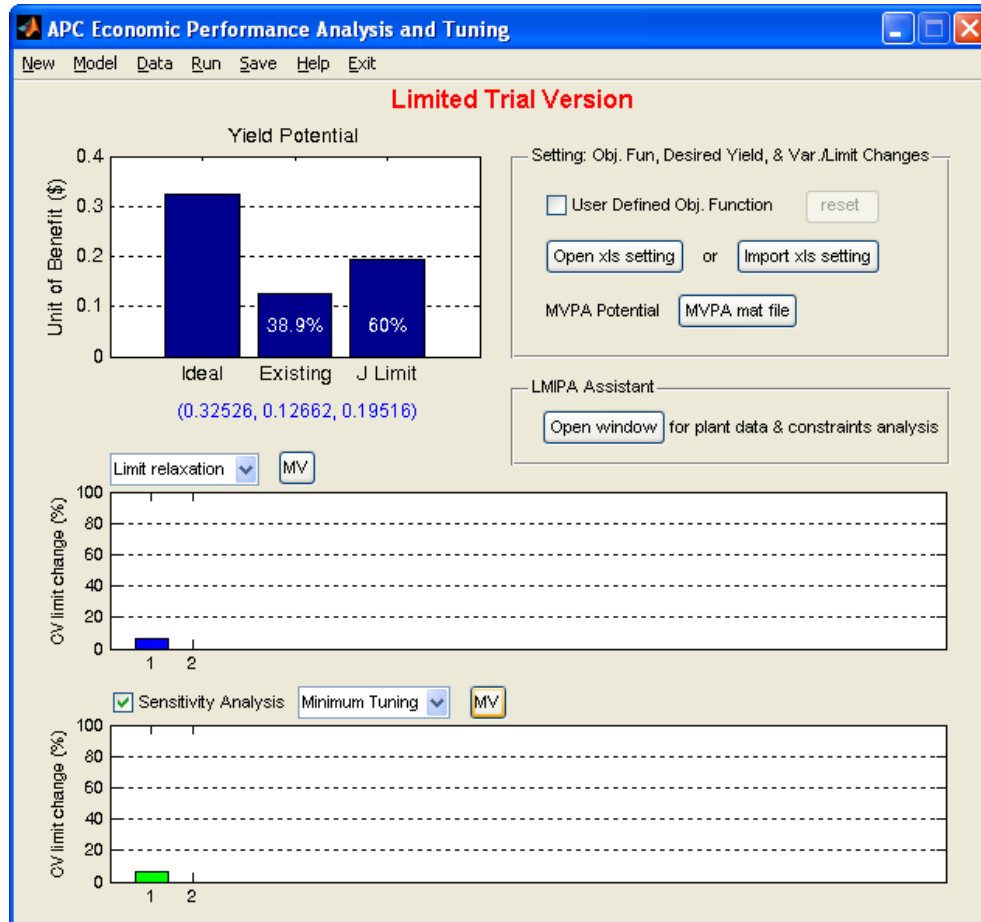 APC Economic Performance Analysis and Tuning
New Model Data Run Save Help Exit
Limited Trial Version
Yield Potential
Unit of Benefit ($)
0.4
0.3
0.2
0.1
0
38.9%
60%
Ideal Existing J Limit
(0.32526, 0.12662, 0.19516)
Setting: Obj. Fun, Desired Yield, & Var./Limit Changes
User Defined Obj. Function reset
Open xls setting or Import xls setting
MVPA Potential MVPA mat file
LMIPA Assistant
Open window for plant data & constraints analysis
Limit relaxation MV
CV limit change (%)
100
80
60
40
20
0
1 2
Sensitivity Analysis Minimum Tuning MV
CV limit change (%)
100
80
60
40
20
0
1 2